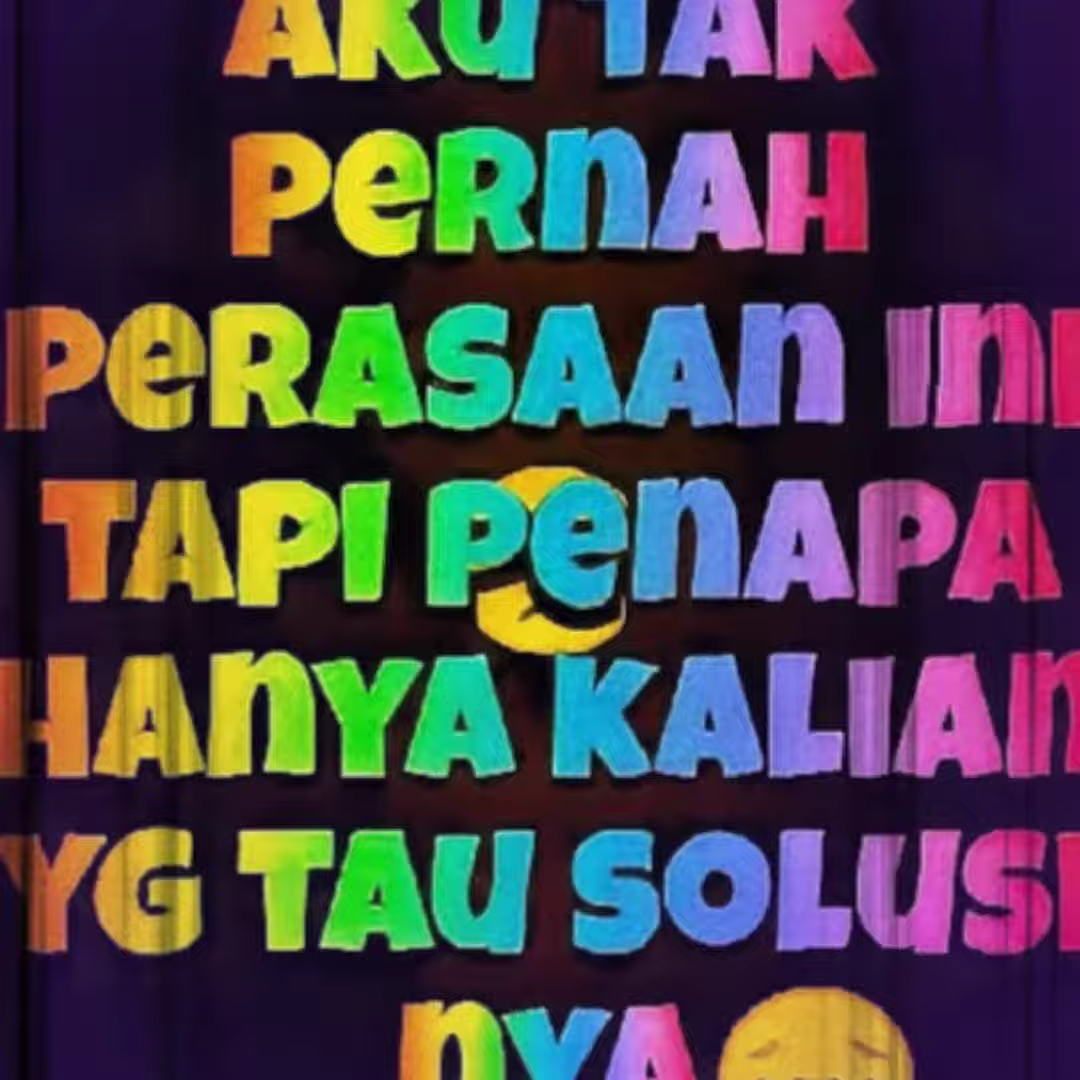 AKU TAK
PERNAH
PERASAAN INI
TAPI PENAPA
HANYA KALIAN
YG TAU SOLUSI
NYA